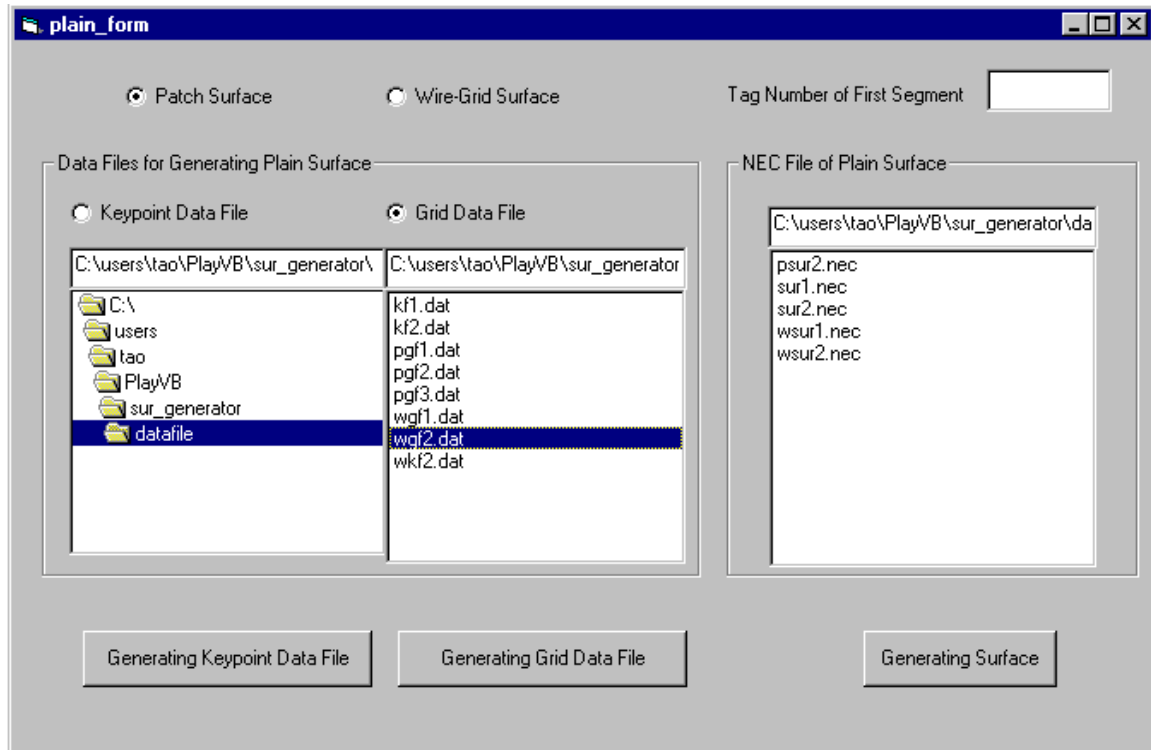 plain_form
Patch Surface
Wire-Grid Surface
Tag Number of First Segment
Data Files for Generating Plain Surface
Keypoint Data File
Grid Data File
C:\users\tao\PlayVB\sur_generator\
C:\users\tao\PlayVB\sur_generator
C:\
users
tao
PlayVB
sur_generator
datafile
kf1.dat
kf2.dat
pgf1.dat
pgf2.dat
pgf3.dat
wgf1.dat
wgf2.dat
wkf2.dat
NEC File of Plain Surface
C:\users\tao\PlayVB\sur_generator\da
psur2.nec
sur1.nec
sur2.nec
wsur1.nec
wsur2.nec
Generating Keypoint Data File
Generating Grid Data File
Generating Surface